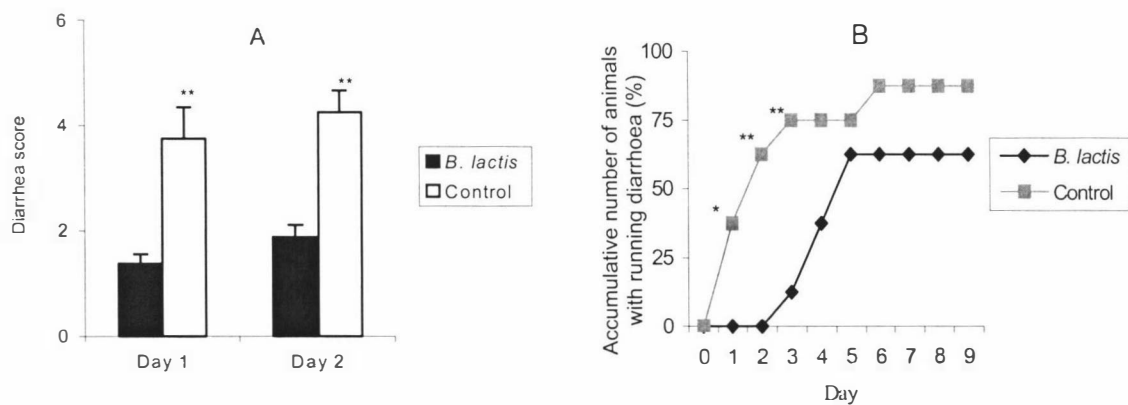 A
Diarrhea score
6
4
2
0
**
**
Day 1
Day 2
B. lactis
Control
B
Accumulative number of animals
with running diarrhoea (%)
100
75
50
25
0
*
**
**
0 1 2 3 4 5 6 7 8 9
Day
B. lactis
Control